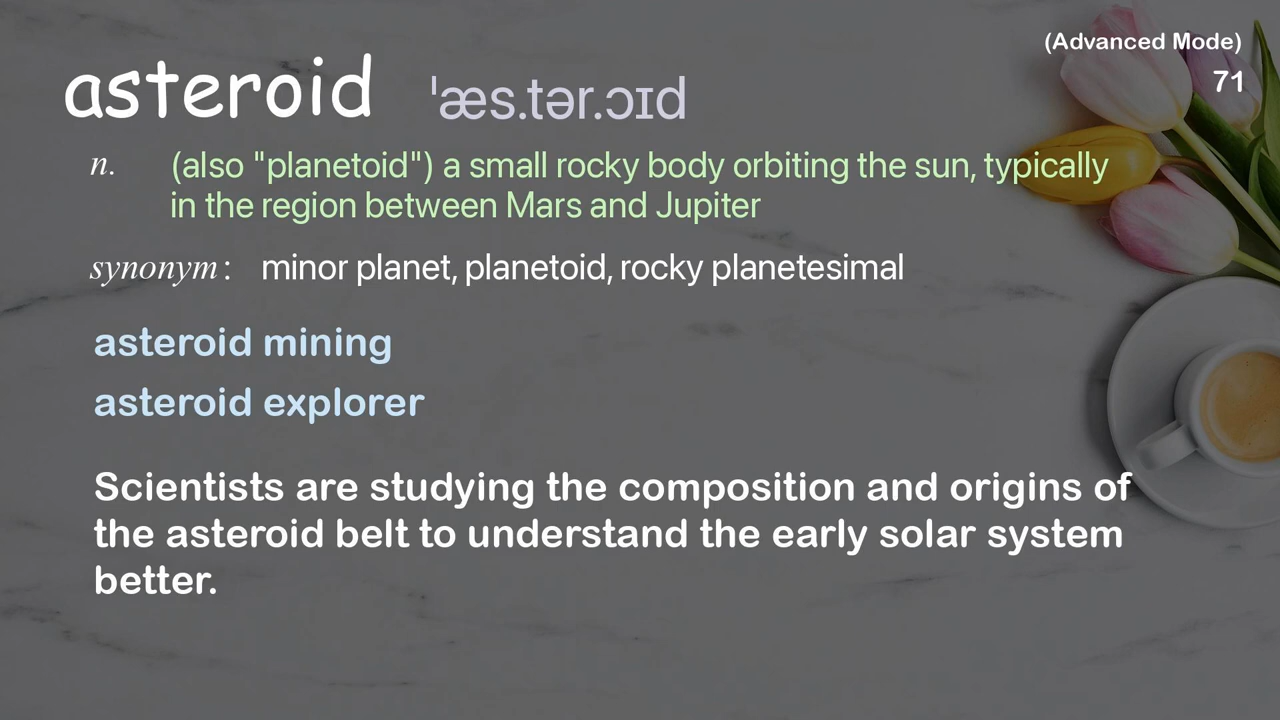 (Advanced Mode)
71
asteroid ˈæs.tər.ɔɪd
n. (also "planetoid") a small rocky body orbiting the sun, typically
in the region between Mars and Jupiter
synonym: minor planet, planetoid, rocky planetesimal
asteroid mining
asteroid explorer
Scientists are studying the composition and origins of
the asteroid belt to understand the early solar system
better.